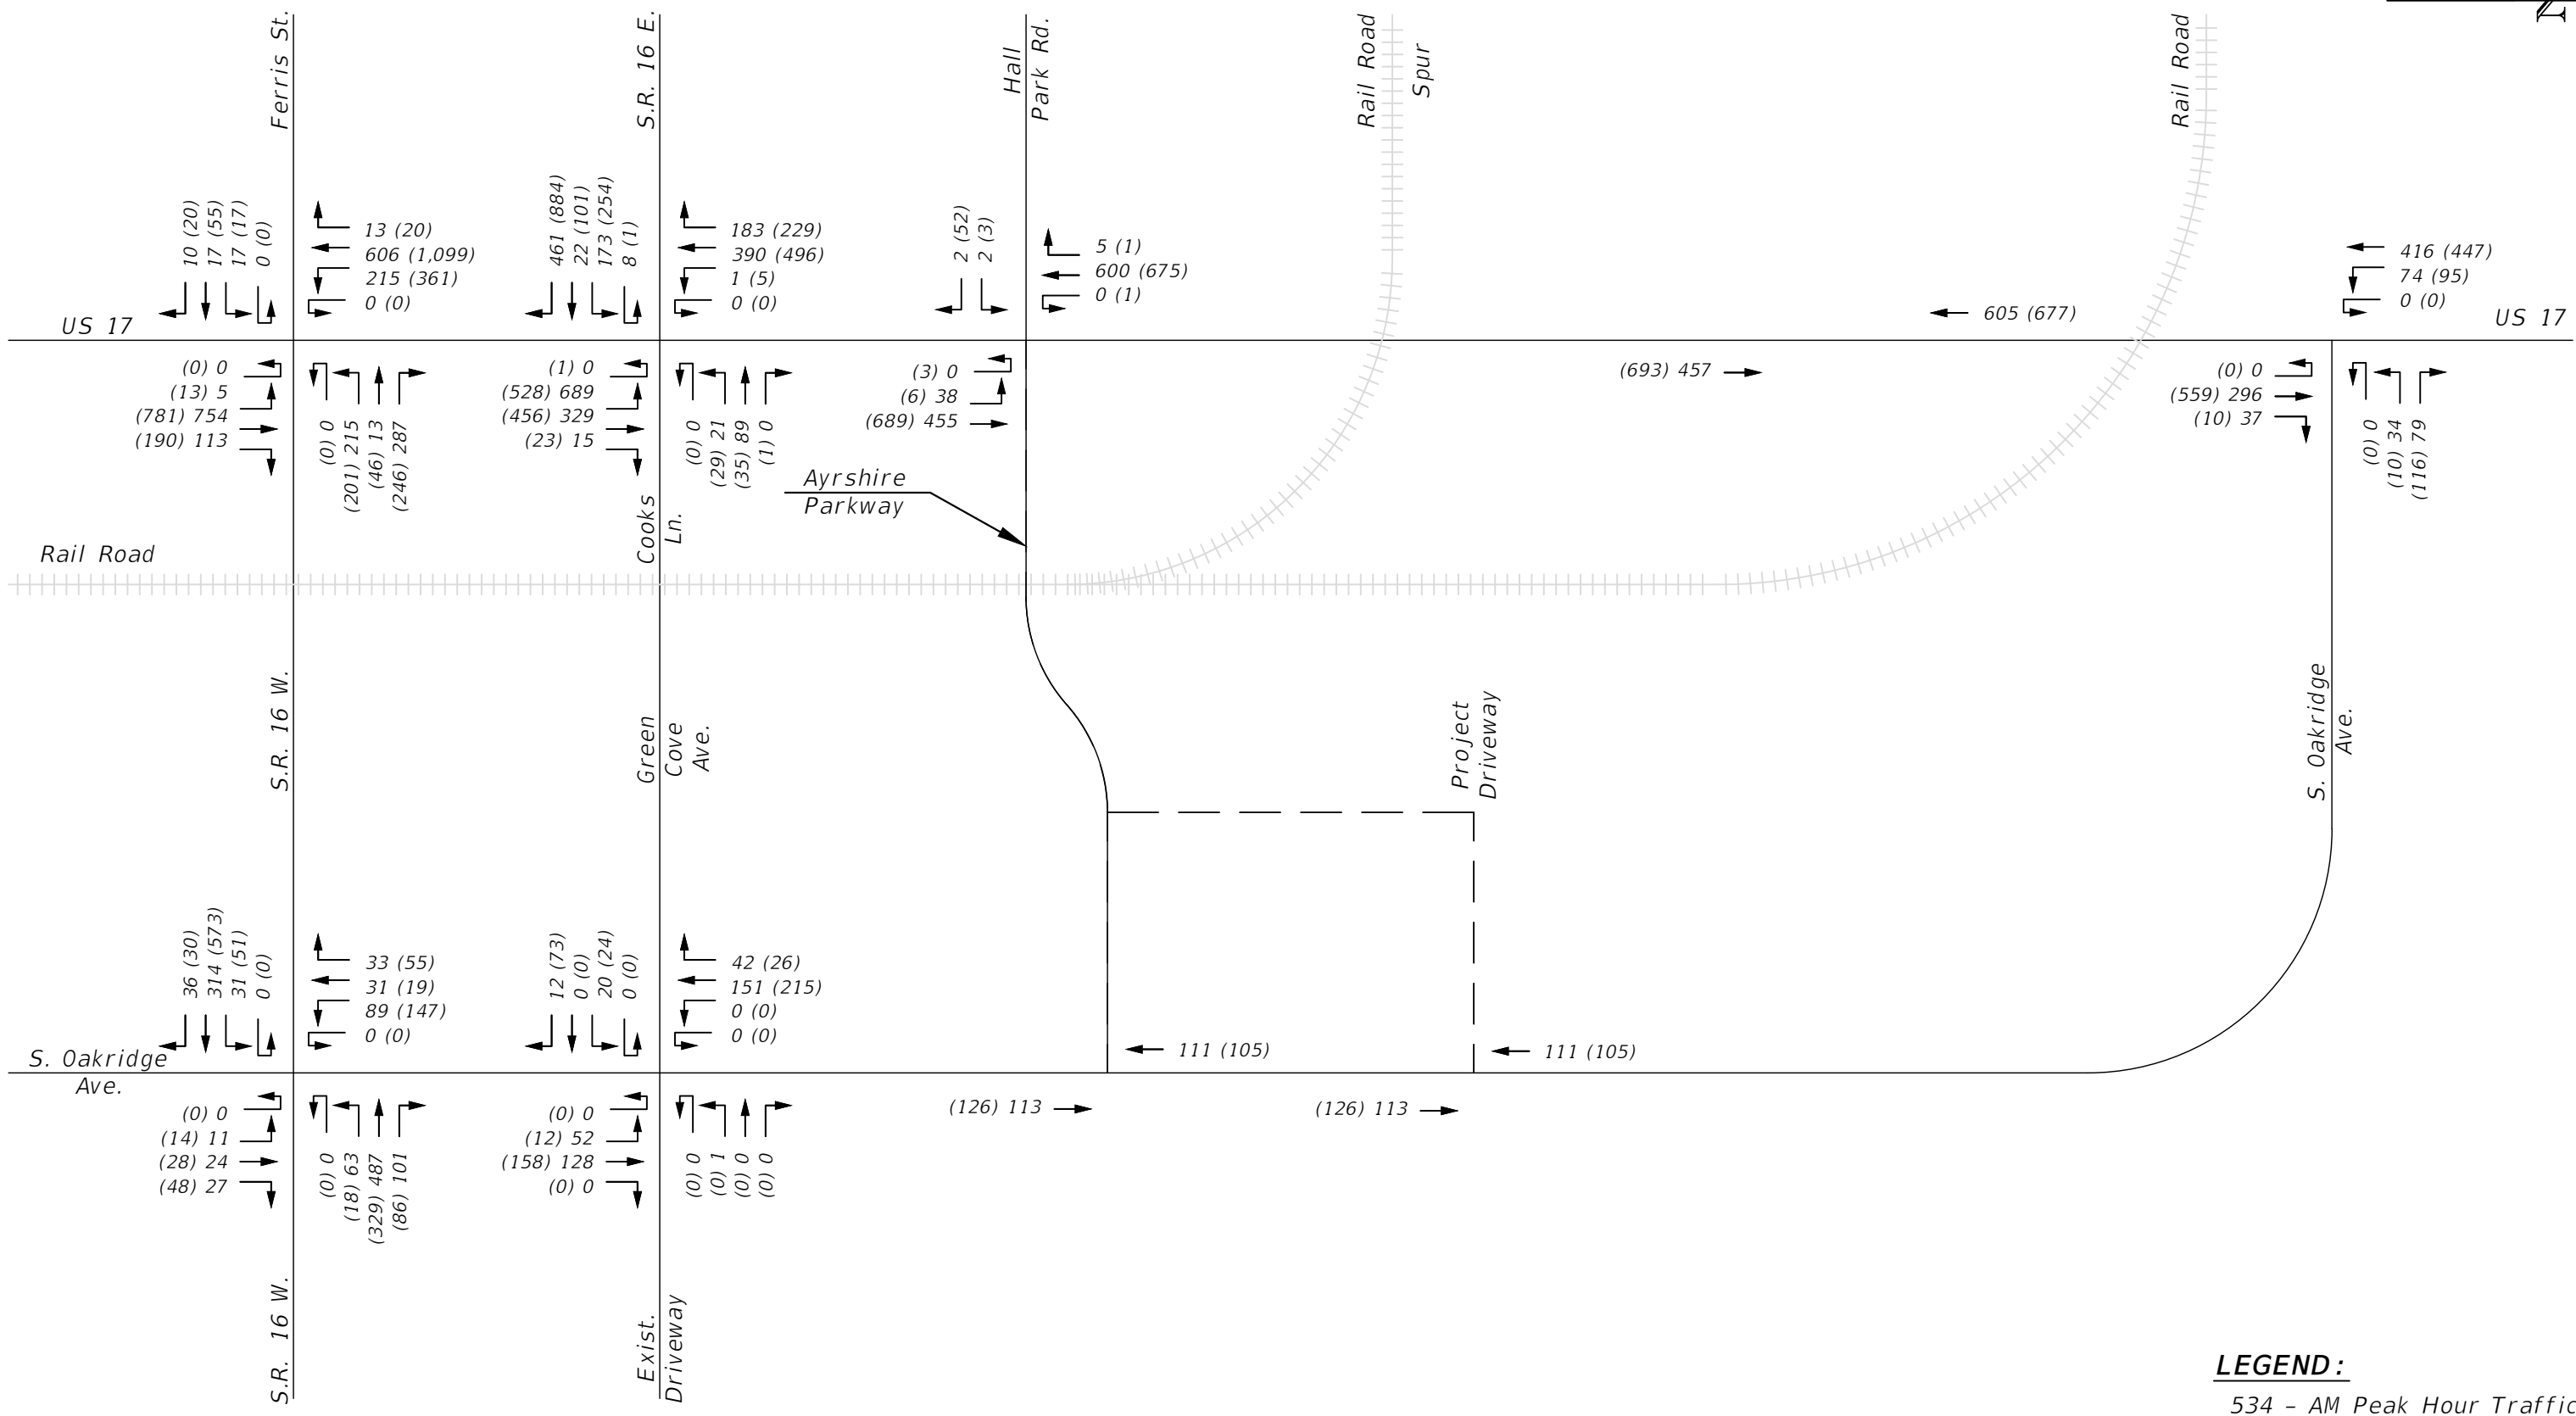 Ferris St.
S.R. 16 E.
Hall
Park Rd.
Rail Road
Spur
Rail Road
N
10 (20)
17 (55)
17 (17)
0 (0)
13 (20)
606 (1,099)
215 (361)
0 (0)
461 (884)
22 (101)
173 (254)
8 (1)
183 (229)
390 (496)
1 (5)
0 (0)
2 (52)
2 (3)
5 (1)
600 (675)
0 (1)
605 (677)
416 (447)
74 (95)
0 (0)
US 17
US 17
(0) 0
(13) 5
(781) 754
(190) 113
(0) 0
(201) 215
(46) 13
(246) 287
(1) 0
(528) 689
(456) 329
(23) 15
(0) 0
(29) 21
(35) 89
(1) 0
(3) 0
(6) 38
(689) 455
(693) 457
(0) 0
(559) 296
(10) 37
(0) 0
(10) 34
(116) 79
Ayrshire
Parkway
Cooks
Ln.
Rail Road
S.R. 16 W.
Green
Cove
Ave.
Project
Driveway
S. Oakridge
Ave.
36 (30)
314 (573)
31 (51)
0 (0)
33 (55)
31 (19)
89 (147)
0 (0)
12 (73)
0 (0)
20 (24)
0 (0)
42 (26)
151 (215)
0 (0)
0 (0)
111 (105)
111 (105)
S. Oakridge
Ave.
(0) 0
(14) 11
(28) 24
(48) 27
(0) 0
(18) 63
(329) 487
(86) 101
(0) 0
(12) 52
(158) 128
(0) 0
(0) 0
(0) 1
(0) 0
(0) 0
(126) 113
(126) 113
S.R. 16 W.
Exist.
Driveway
LEGEND:
534 – AM Peak Hour Traffic